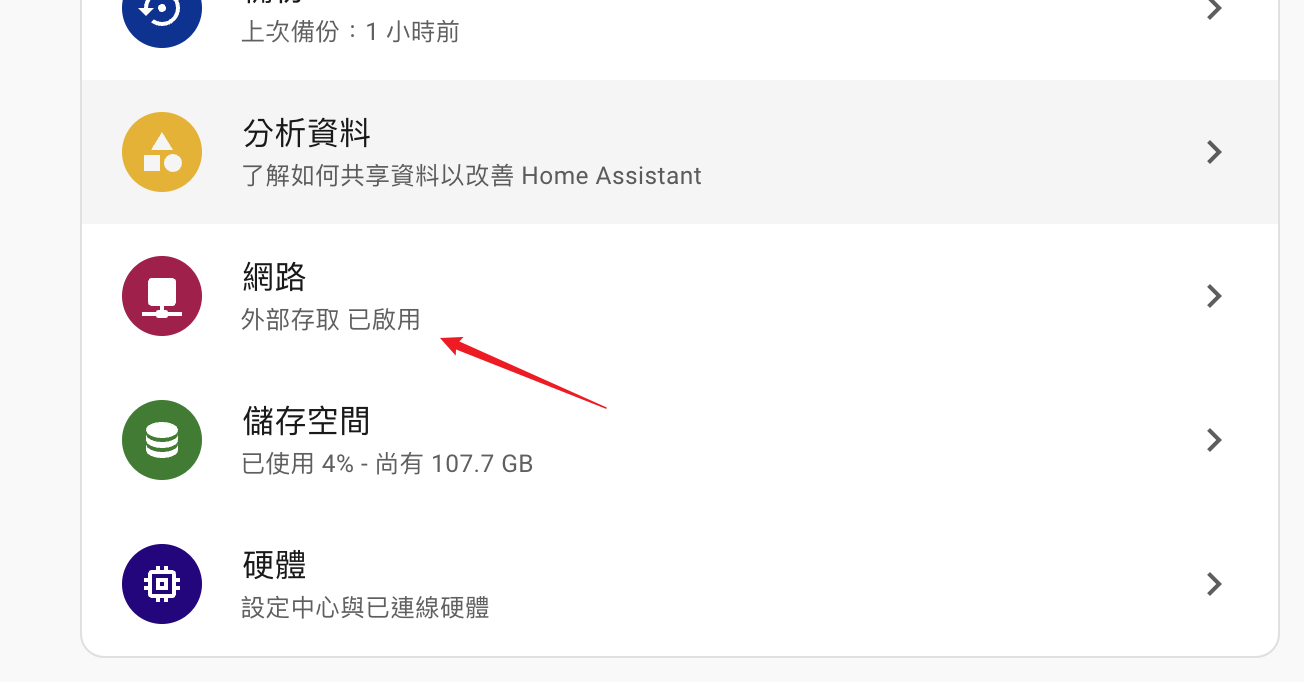 上次備份：1 小時前
分析資料
了解如何共享資料以改善 Home Assistant
網路
外部存取 已啟用
儲存空間
已使用 4% - 尚有 107.7 GB
硬體
設定中心與已連線硬體